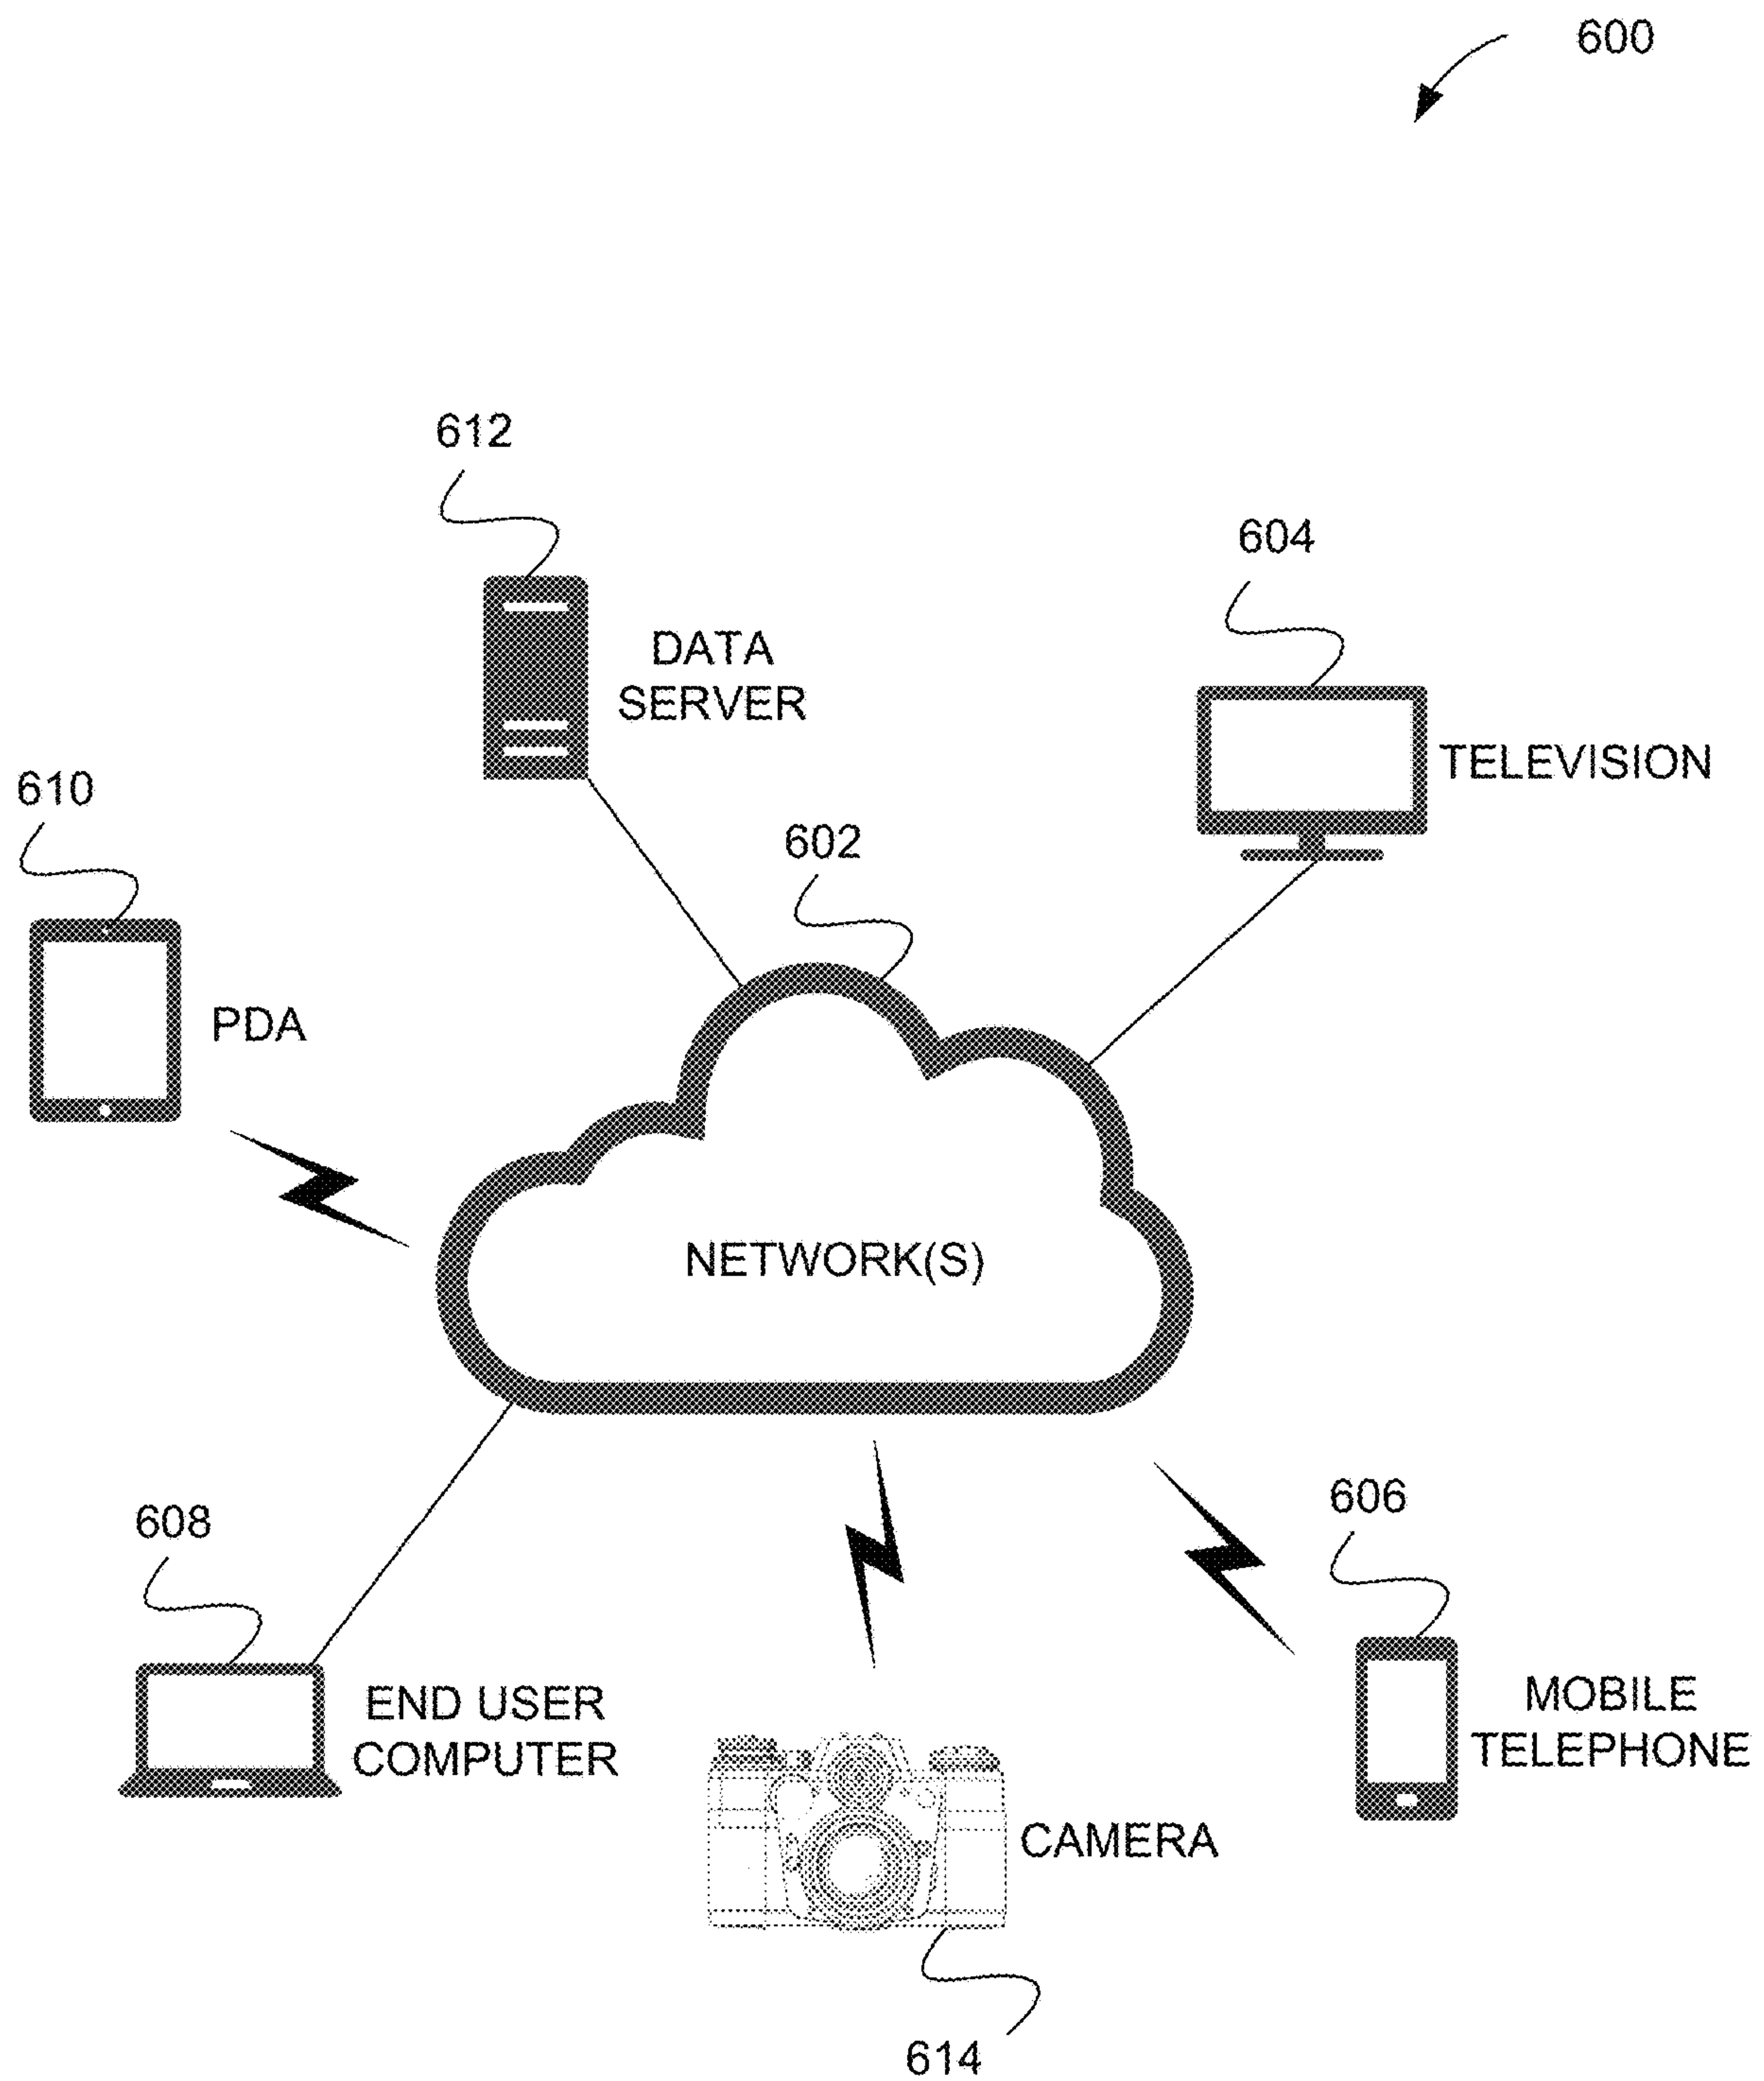 600
612
604
DATA
SERVER
TELEVISION
610
602
PDA
NETWORK(S)
608
606
END USER
COMPUTER
MOBILE
TELEPHONE
CAMERA
614